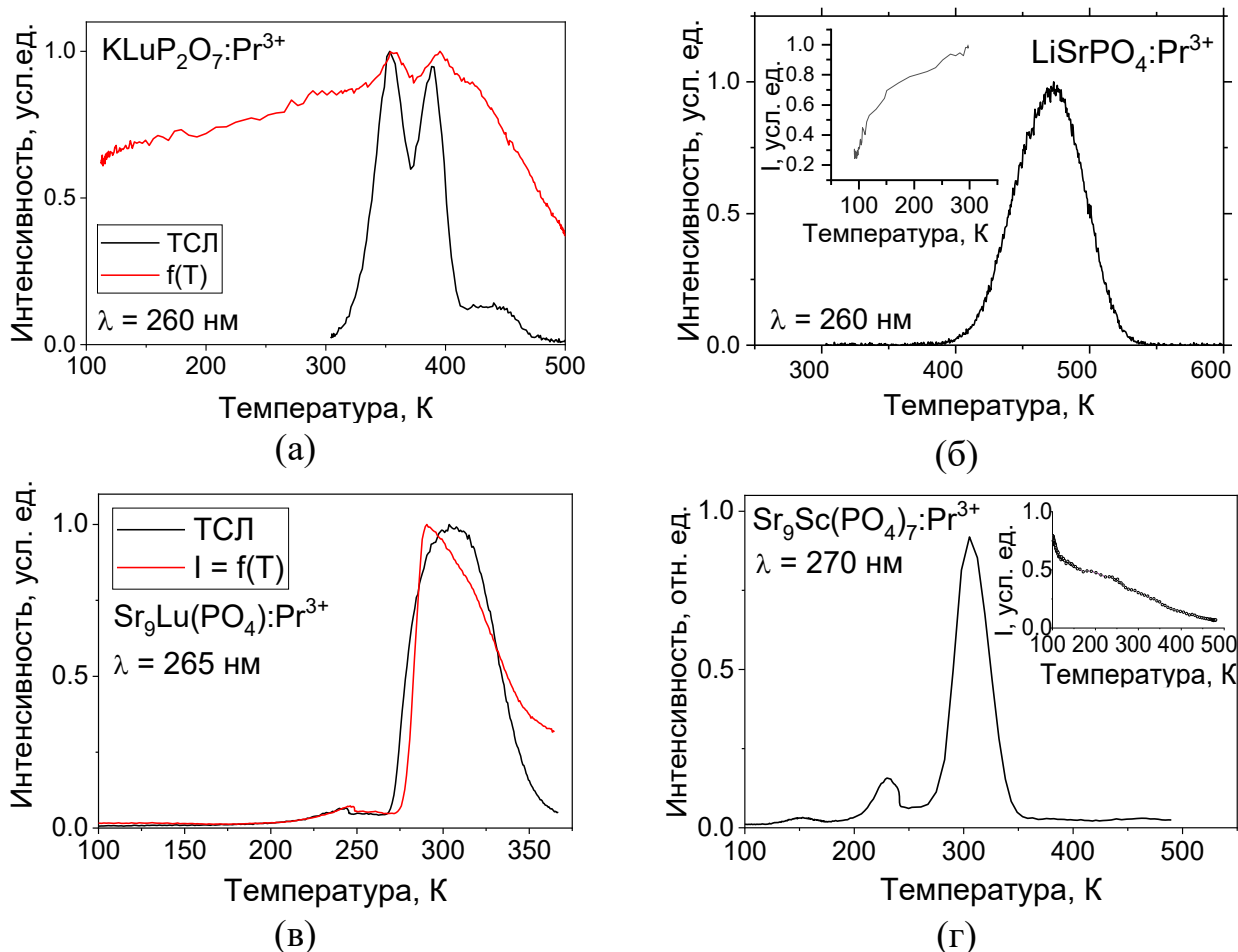 KLuP₂O₇:Pr³⁺
ТСЛ
f(T)
λ = 260 нм
Интенсивность, усл.ед.
0.0
0.5
1.0
100 200 300 400 500
Температура, К
(а)
LiSrPO₄:Pr³⁺
I, усл. ед.
1.0
0.8
0.6
0.4
0.2
100 200 300
Температура, К
λ = 260 нм
Интенсивность, усл. ед.
1.0
0.5
0.0
300 400 500 600
Температура, К
(б)
ТСЛ
I = f(T)
Sr₉Lu(PO₄):Pr³⁺
λ = 265 нм
Интенсивность, усл. ед.
1.0
0.5
0.0
100 150 200 250 300 350
Температура, К
(в)
Sr₉Sc(PO₄)₇:Pr³⁺
λ = 270 нм
I, усл. ед.
1.0
0.5
0.0
100 200 300 400 500
Температура, К
Интенсивность, отн. ед.
1.0
0.5
0.0
100 200 300 400 500
Температура, К
(г)